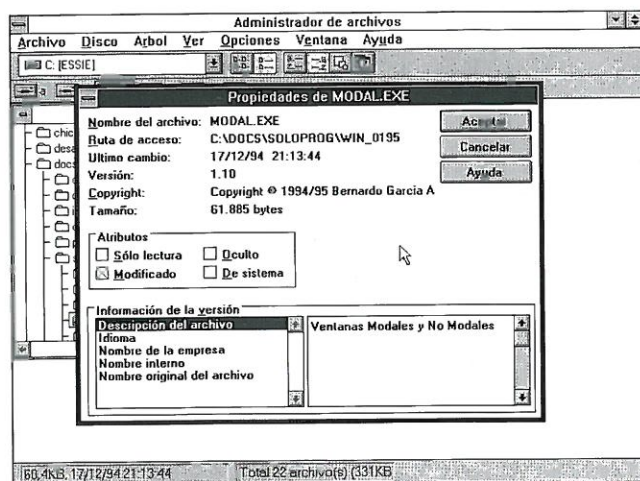 Administrador de archivos
Archivo Disco Arbol Ver Opciones Ventana Ayuda
C: [ESSIE]
a
Propiedades de MODAL.EXE
Nombre del archivo: MODAL.EXE
Ruta de acceso: C:\DOCS\SOLOPROG\WIN_0195
Ultimo cambio: 17/12/94 21:13:44
Versión: 1.10
Copyright: Copyright © 1994/95 Bernardo García A
Tamaño: 61.885 bytes
Aceptar
Cancelar
Ayuda
chic
desa
docs
Atributos
Sólo lectura
Oculto
Modificado
De sistema
Información de la versión
Descripción del archivo
Idioma
Nombre de la empresa
Nombre interno
Nombre original del archivo
Ventanas Modales y No Modales
60,4KB, 17/12/94 21:13:44
Total 22 archivo(s) (331KB